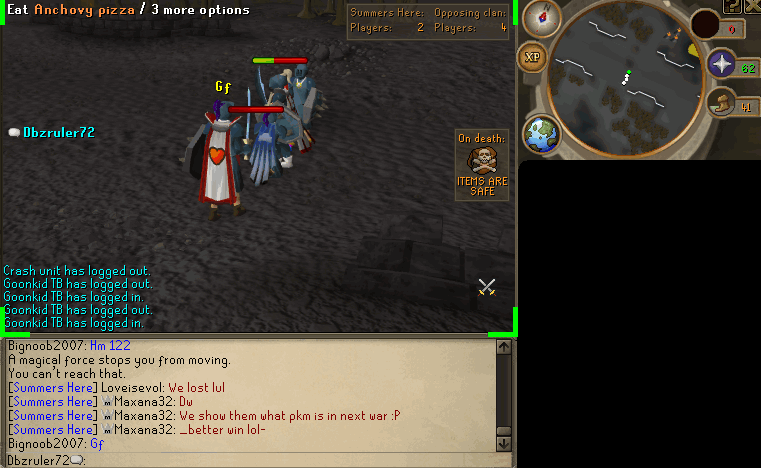 Eat Anchovy pizza / 3 more options
Summers Here: Opposing clan:
Players: 2 Players: 4
0
XP
62
41
Gf
Dbzruler72
On death:
ITEMS ARE
SAFE
Crash unit has logged out.
Goonkid TB has logged out.
Goonkid TB has logged in.
Goonkid TB has logged out.
Goonkid TB has logged in.
Bignoob2007: Hm 122
A magical force stops you from moving.
You can't reach that.
[Summers Here] Loveisevol: We lost lul
[Summers Here] Maxana32: Dw
[Summers Here] Maxana32: We show them what pkm is in next war :P
[Summers Here] Maxana32: _better win lol-
Bignoob2007: Gf
Dbzruler72: